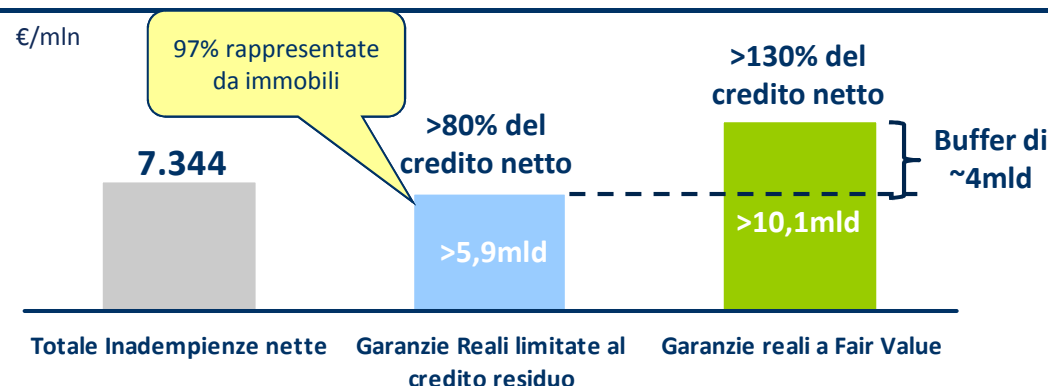 €/mln
97% rappresentate
da immobili
7.344
>80% del
credito netto
>5,9mld
>130% del
credito netto
>10,1mld
Buffer di
~4mld
Totale Inadempienze nette
Garanzie Reali limitate al
credito residuo
Garanzie reali a Fair Value